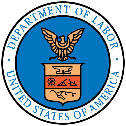 DEPARTMENT OF LABOR
UNITED STATES OF AMERICA